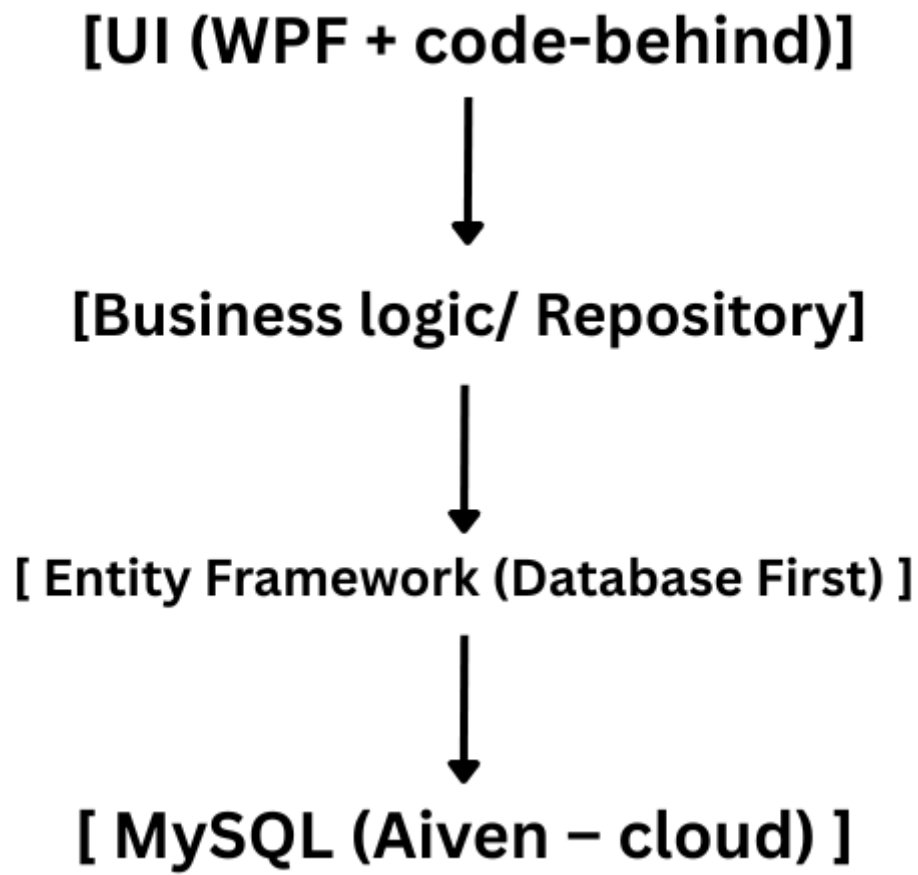 [UI (WPF + code-behind)]
[Business logic/ Repository]
[ Entity Framework (Database First) ]
[ MySQL (Aiven – cloud) ]